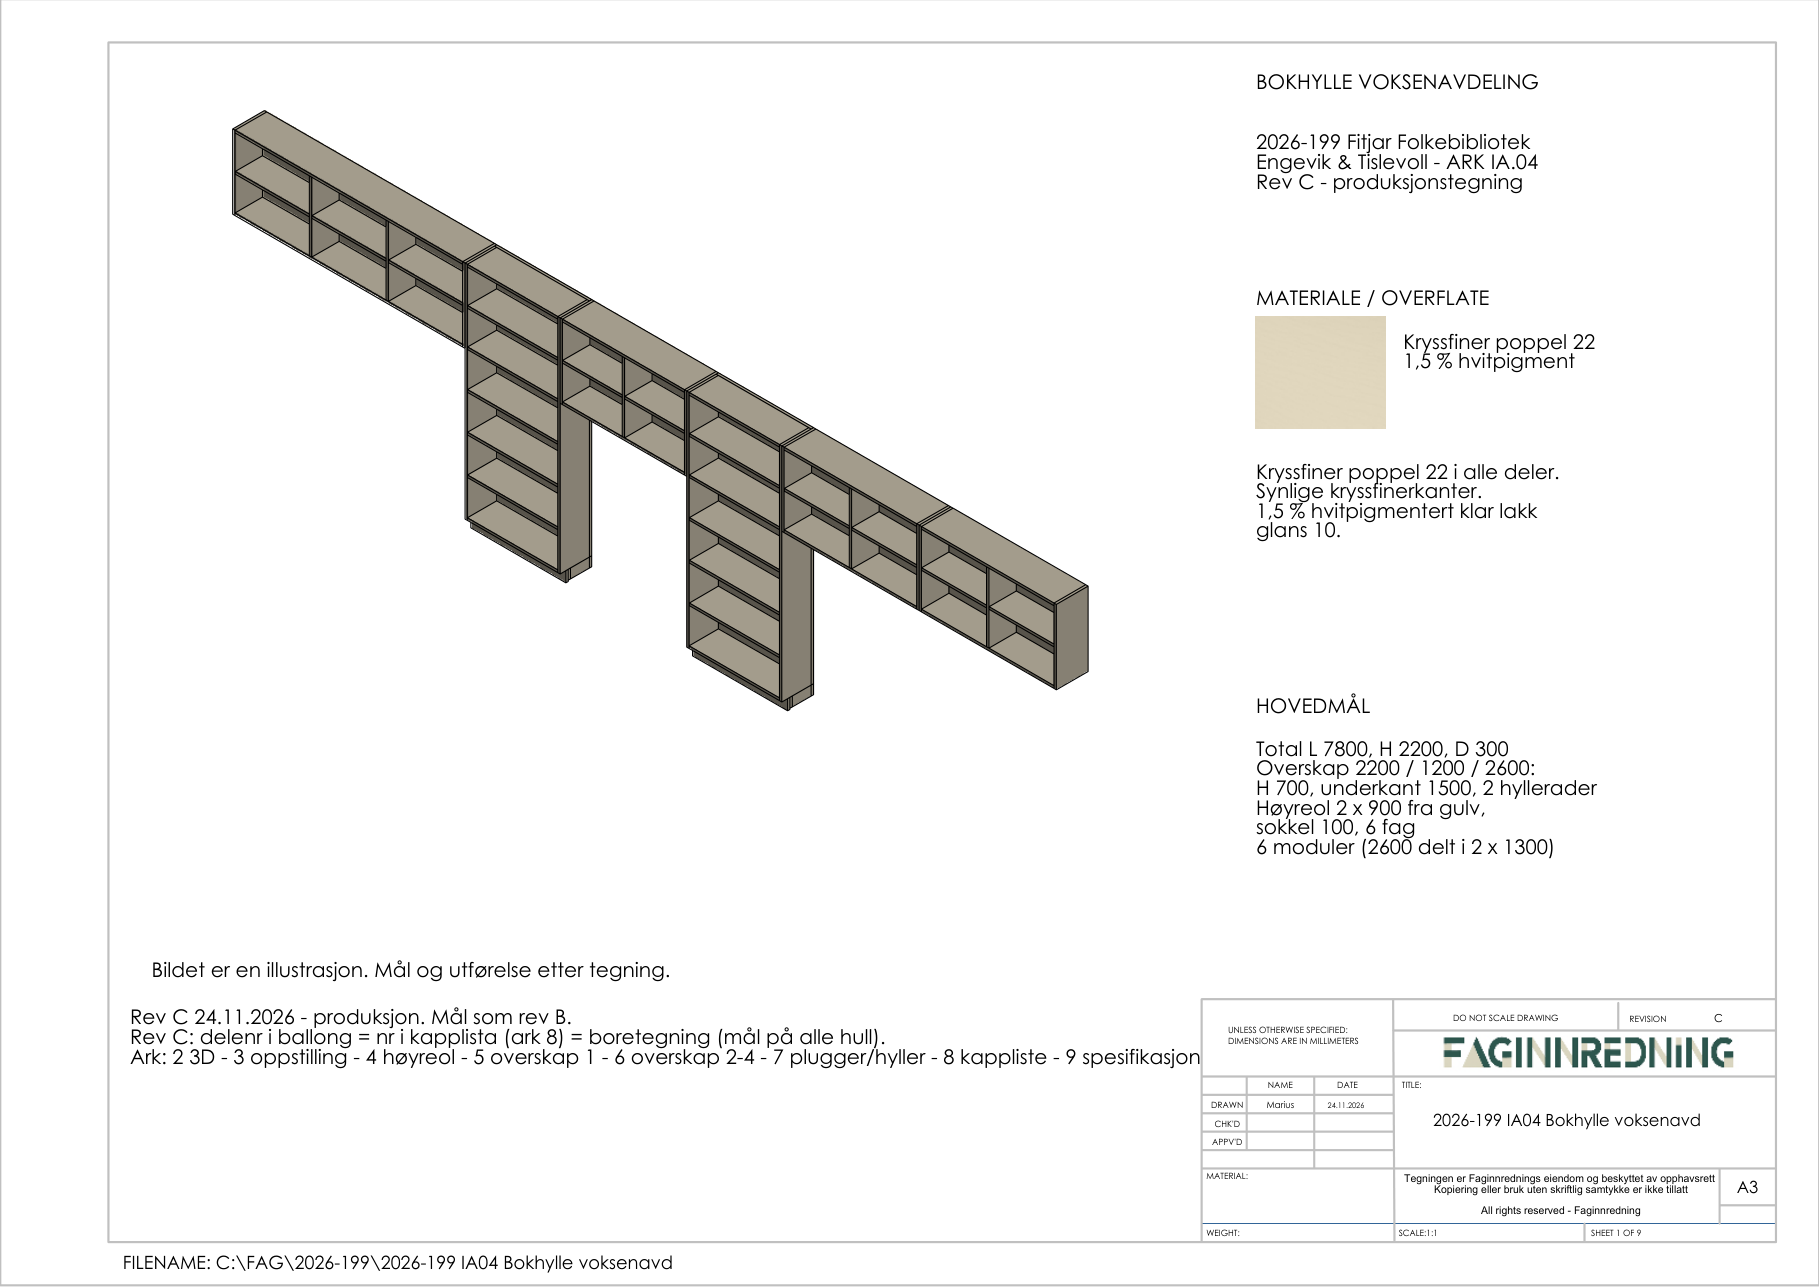 BOKHYLLE VOKSENAVDELING
2026-199 Fitjar Folkebibliotek
Engevik & Tislevoll - ARK IA.04
Rev C - produksjonstegning
MATERIALE / OVERFLATE
Kryssfiner poppel 22
1,5 % hvitpigment
Kryssfiner poppel 22 i alle deler.
Synlige kryssfinerkanter.
1,5 % hvitpigmentert klar lakk
glans 10.
HOVEDMÅL
Total L 7800, H 2200, D 300
Overskap 2200 / 1200 / 2600:
H 700, underkant 1500, 2 hyllerader
Høyreol 2 x 900 fra gulv,
sokkel 100, 6 fag
6 moduler (2600 delt i 2 x 1300)
Bildet er en illustrasjon. Mål og utførelse etter tegning.
Rev C 24.11.2026 - produksjon. Mål som rev B.
Rev C: delenr i ballong = nr i kapplista (ark 8) = boretegning (mål på alle hull).
Ark: 2 3D - 3 oppstilling - 4 høyreol - 5 overskap 1 - 6 overskap 2-4 - 7 plugger/hyller - 8 kappliste - 9 spesifikasjon
UNLESS OTHERWISE SPECIFIED:
DIMENSIONS ARE IN MILLIMETERS
DO NOT SCALE DRAWING
REVISION C
FAGINNREDNING
NAME DATE
DRAWN Marius 24.11.2026
CHK'D
APPV'D
TITLE:
2026-199 IA04 Bokhylle voksenavd
MATERIAL:
Tegningen er Faginnrednings eiendom og beskyttet av opphavsrett
Kopiering eller bruk uten skriftlig samtykke er ikke tillatt
All rights reserved - Faginnredning
A3
WEIGHT:
SCALE:1:1
SHEET 1 OF 9
FILENAME: C:\FAG\2026-199\2026-199 IA04 Bokhylle voksenavd